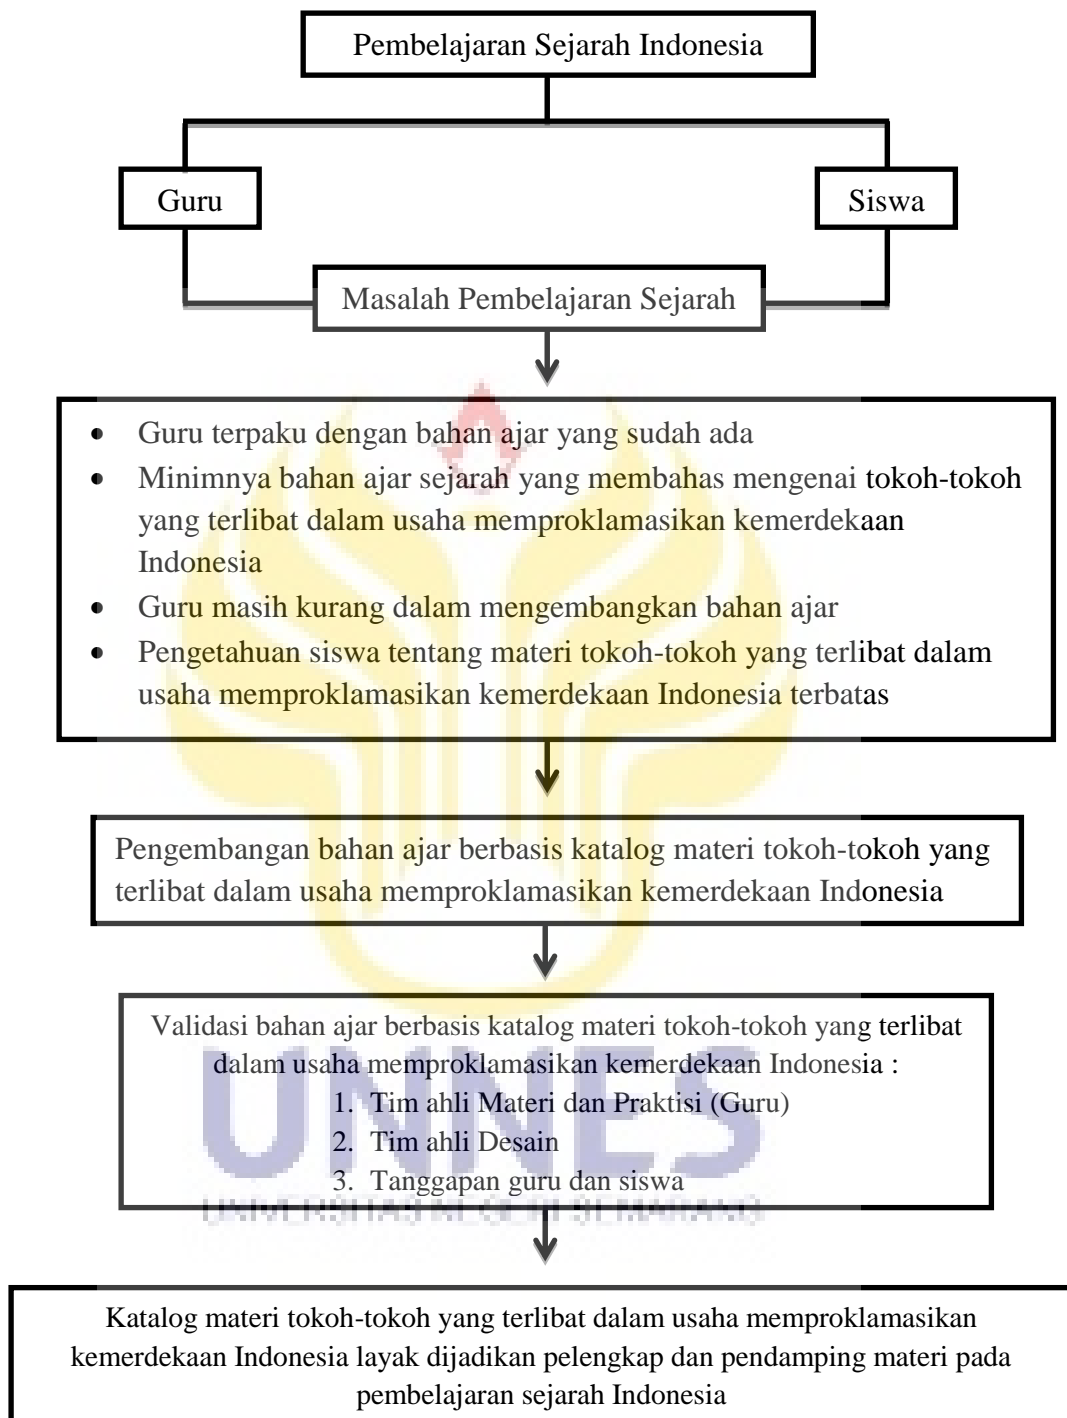 Pembelajaran Sejarah Indonesia
Guru
Siswa
Masalah Pembelajaran Sejarah
• Guru terpaku dengan bahan ajar yang sudah ada
• Minimnya bahan ajar sejarah yang membahas mengenai tokoh-tokoh
yang terlibat dalam usaha memproklamasikan kemerdekaan
Indonesia
• Guru masih kurang dalam mengembangkan bahan ajar
• Pengetahuan siswa tentang materi tokoh-tokoh yang terlibat dalam
usaha memproklamasikan kemerdekaan Indonesia terbatas
Pengembangan bahan ajar berbasis katalog materi tokoh-tokoh yang
terlibat dalam usaha memproklamasikan kemerdekaan Indonesia
Validasi bahan ajar berbasis katalog materi tokoh-tokoh yang terlibat
dalam usaha memproklamasikan kemerdekaan Indonesia :
1. Tim ahli Materi dan Praktisi (Guru)
2. Tim ahli Desain
3. Tanggapan guru dan siswa
UNNES
UNIVERSITAS NEGERI SEMARANG
Katalog materi tokoh-tokoh yang terlibat dalam usaha memproklamasikan
kemerdekaan Indonesia layak dijadikan pelengkap dan pendamping materi pada
pembelajaran sejarah Indonesia